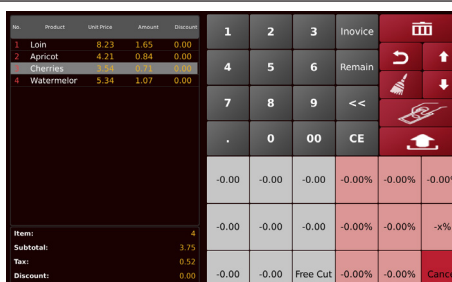 No. Product Unit Price Amount Discount
1 Loin 8.23 1.65 0.00
2 Apricot 4.21 0.84 0.00
3 Cherries 3.54 0.71 0.00
4 Watermelor 5.34 1.07 0.00
Item: 4
Subtotal: 3.75
Tax: 0.52
Discount: 0.00
1 2 3 Inovice
4 5 6 Remain
7 8 9 <<
. 0 00 CE
-0.00 -0.00 -0.00 -0.00% -0.00% -0.00%
-0.00 -0.00 -0.00 -0.00% -0.00% -x%
-0.00 -0.00 Free Cut -0.00% -0.00% Cance